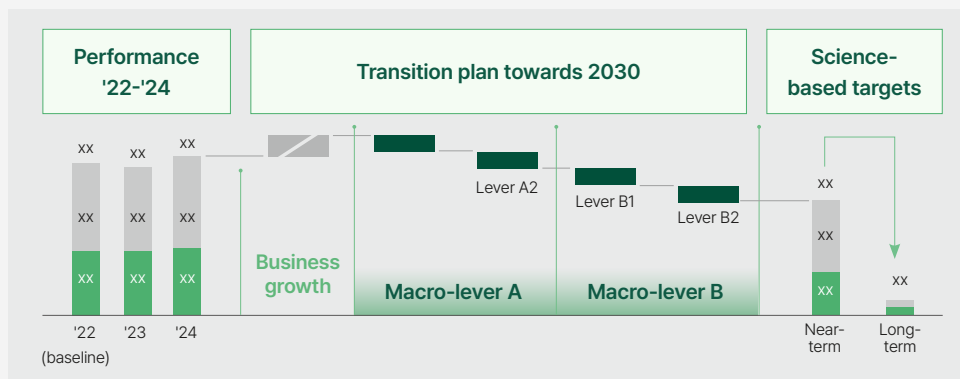 Performance
'22-'24
Transition plan towards 2030
Science-
based targets
xx
xx
xx
xx
xx
xx
xx
xx
xx
Lever A2
Lever B1
Lever B2
xx
xx
xx
xx
Business
growth
Macro-lever A
Macro-lever B
'22
(baseline)
'23
'24
Near-
term
Long-
term